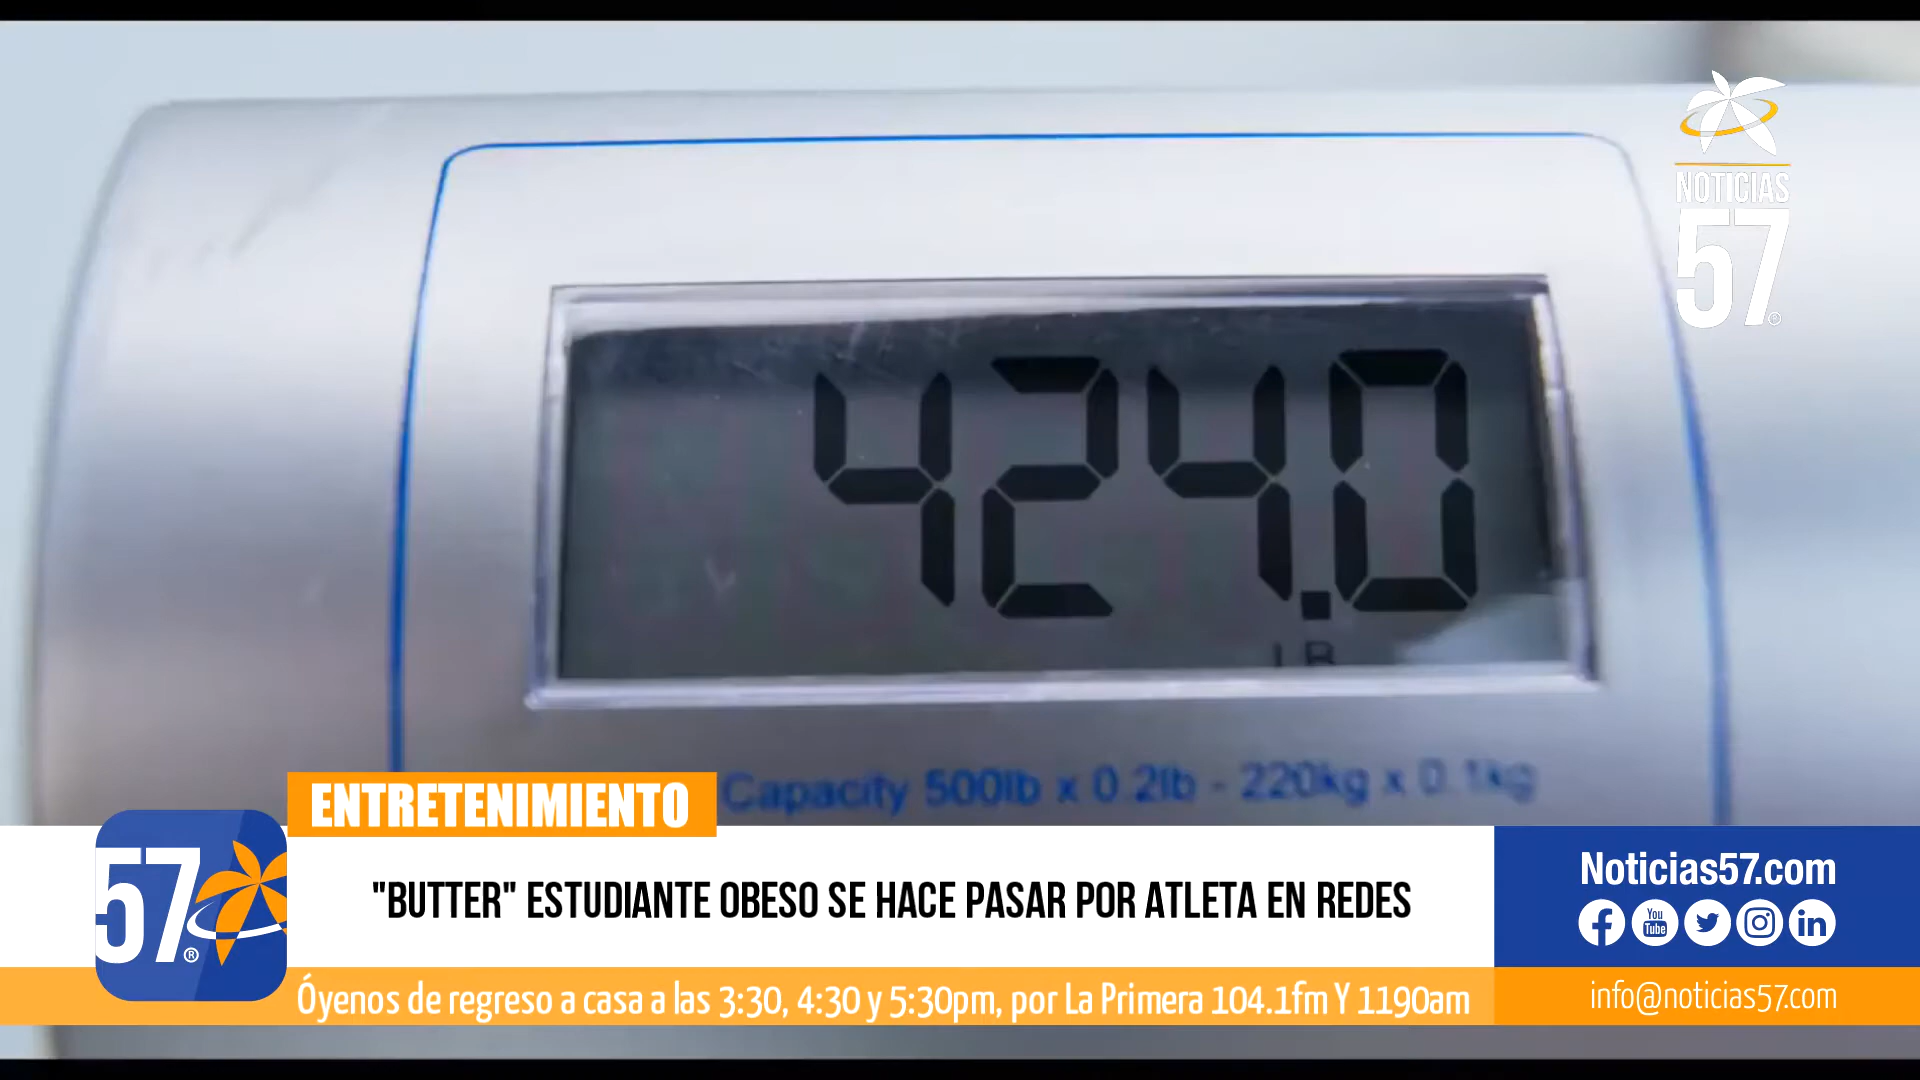 NOTICIAS
57
424.0
LB
Capacity 500lb x 0.2lb - 220kg x 0.1kg
ENTRETENIMIENTO
57
"BUTTER" ESTUDIANTE OBESO SE HACE PASAR POR ATLETA EN REDES
Noticias57.com
You
Tube
Óyenos de regreso a casa a las 3:30, 4:30 y 5:30pm, por La Primera 104.1fm Y 1190am
info@noticias57.com